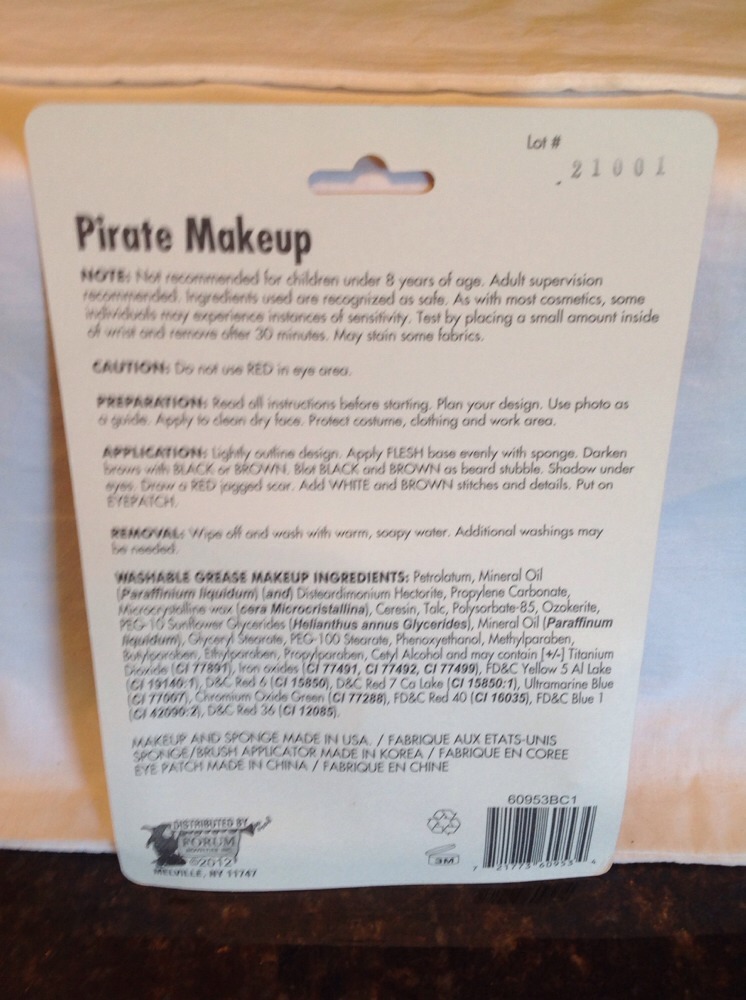 Lot #
21001
Pirate Makeup
NOTE: Not recommended for children under 8 years of age. Adult supervision
recommended. Ingredients used are recognized as safe. As with most cosmetics, some
individuals may experience instances of sensitivity. Test by placing a small amount inside
of wrist and remove after 30 minutes. May stain some fabrics.
CAUTION: Do not use RED in eye area.
PREPARATION: Read all instructions before starting. Plan your design. Use photo as
a guide. Apply to clean dry face. Protect costume, clothing and work area.
APPLICATION: Lightly outline design. Apply FLESH base evenly with sponge. Darken
brows with BLACK or BROWN. Blot BLACK and BROWN as beard stubble. Shadow under
eyes. Draw a RED jagged scar. Add WHITE and BROWN stitches and details. Put on
EYEPATCH.
REMOVAL: Wipe off and wash with warm, soapy water. Additional washings may
be needed.
WASHABLE GREASE MAKEUP INGREDIENTS: Petrolatum, Mineral Oil
(Paraffinium liquidum) (and) Disteardimonium Hectorite, Propylene Carbonate,
Microcrystalline wax (cera Microcristallina), Ceresin, Talc, Polysorbate-85, Ozokerite,
PEG-10 Sunflower Glycerides (Helianthus annus Glycerides), Mineral Oil (Paraffinum
liquidum), Glyceryl Stearate, PEG-100 Stearate, Phenoxyethanol, Methylparaben,
Butylparaben, Ethylparaben, Propylparaben, Cetyl Alcohol and may contain [+/-] Titanium
Dioxide (CI 77891), Iron oxides (CI 77491, CI 77492, CI 77499), FD&C Yellow 5 Al Lake
(CI 19140:1), D&C Red 6 (CI 15850), D&C Red 7 Ca Lake (CI 15850:1), Ultramarine Blue
(CI 77007), Chromium Oxide Green (CI 77288), FD&C Red 40 (CI 16035), FD&C Blue 1
(CI 42090:2), D&C Red 36 (CI 12085).
MAKEUP AND SPONGE MADE IN USA. / FABRIQUE AUX ETATS-UNIS
SPONGE/BRUSH APPLICATOR MADE IN KOREA / FABRIQUE EN COREE
EYE PATCH MADE IN CHINA / FABRIQUE EN CHINE
60953BC1
DISTRIBUTED BY
FORUM
©2012
MELVILLE, NY 11747
3M
7 21773 60953 4